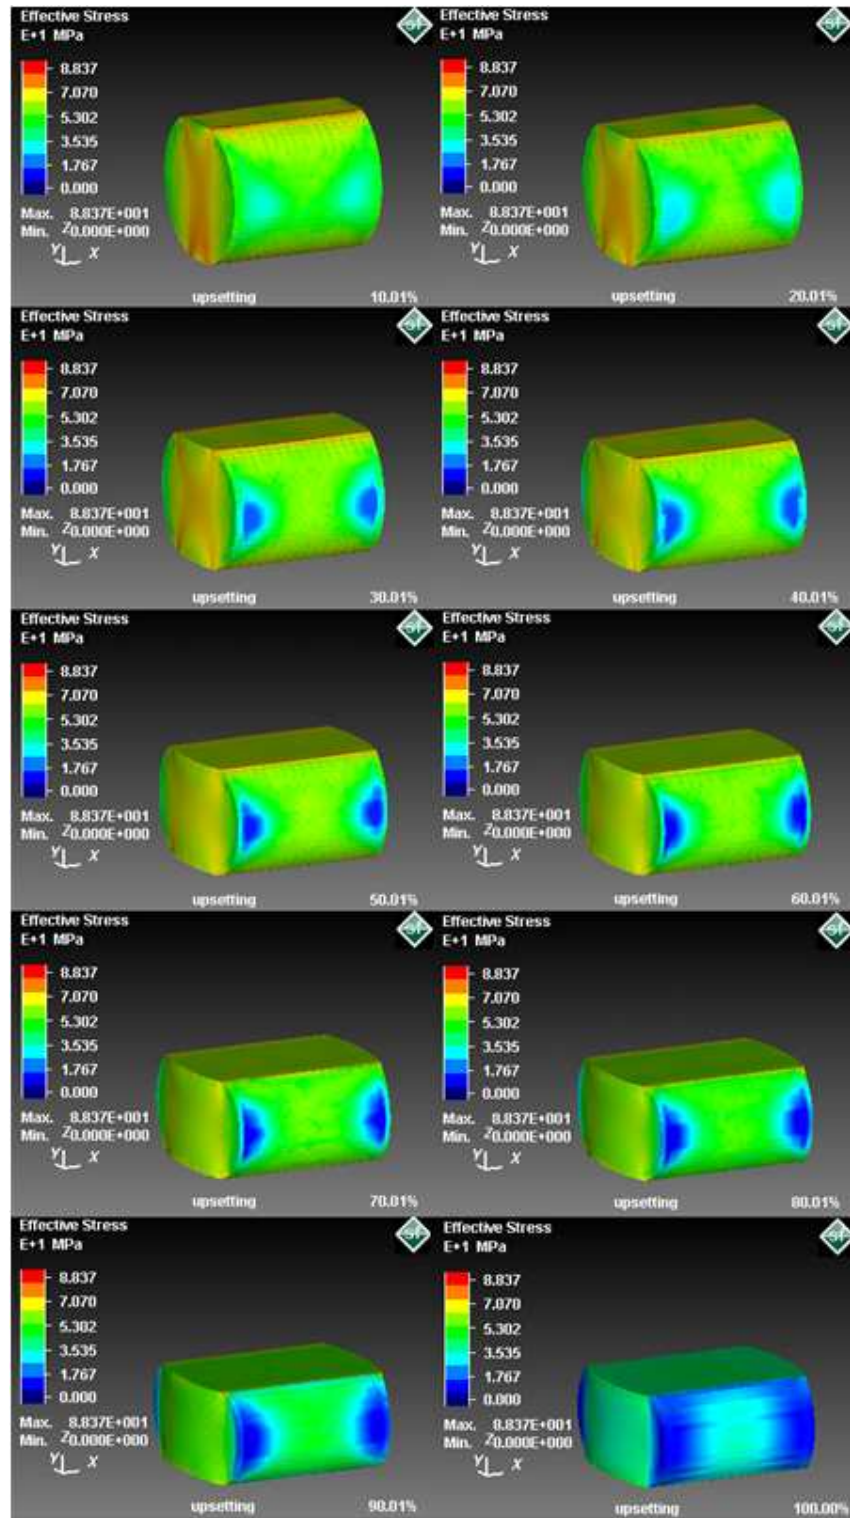 Effective Stress
E+1 MPa
8.837
7.070
5.302
3.535
1.767
0.000
Max. 8.837E+001
Min. Z0.000E+000
Y X
upsetting 10.01%
Effective Stress
E+1 MPa
8.837
7.070
5.302
3.535
1.767
0.000
Max. 8.837E+001
Min. Z0.000E+000
Y X
upsetting 20.01%
Effective Stress
E+1 MPa
8.837
7.070
5.302
3.535
1.767
0.000
Max. 8.837E+001
Min. Z0.000E+000
Y X
upsetting 30.01%
Effective Stress
E+1 MPa
8.837
7.070
5.302
3.535
1.767
0.000
Max. 8.837E+001
Min. Z0.000E+000
Y X
upsetting 40.01%
Effective Stress
E+1 MPa
8.837
7.070
5.302
3.535
1.767
0.000
Max. 8.837E+001
Min. Z0.000E+000
Y X
upsetting 50.01%
Effective Stress
E+1 MPa
8.837
7.070
5.302
3.535
1.767
0.000
Max. 8.837E+001
Min. Z0.000E+000
Y X
upsetting 60.01%
Effective Stress
E+1 MPa
8.837
7.070
5.302
3.535
1.767
0.000
Max. 8.837E+001
Min. Z0.000E+000
Y X
upsetting 70.01%
Effective Stress
E+1 MPa
8.837
7.070
5.302
3.535
1.767
0.000
Max. 8.837E+001
Min. Z0.000E+000
Y X
upsetting 80.01%
Effective Stress
E+1 MPa
8.837
7.070
5.302
3.535
1.767
0.000
Max. 8.837E+001
Min. Z0.000E+000
Y X
upsetting 90.01%
Effective Stress
E+1 MPa
8.837
7.070
5.302
3.535
1.767
0.000
Max. 8.837E+001
Min. Z0.000E+000
Y X
upsetting 100.00%